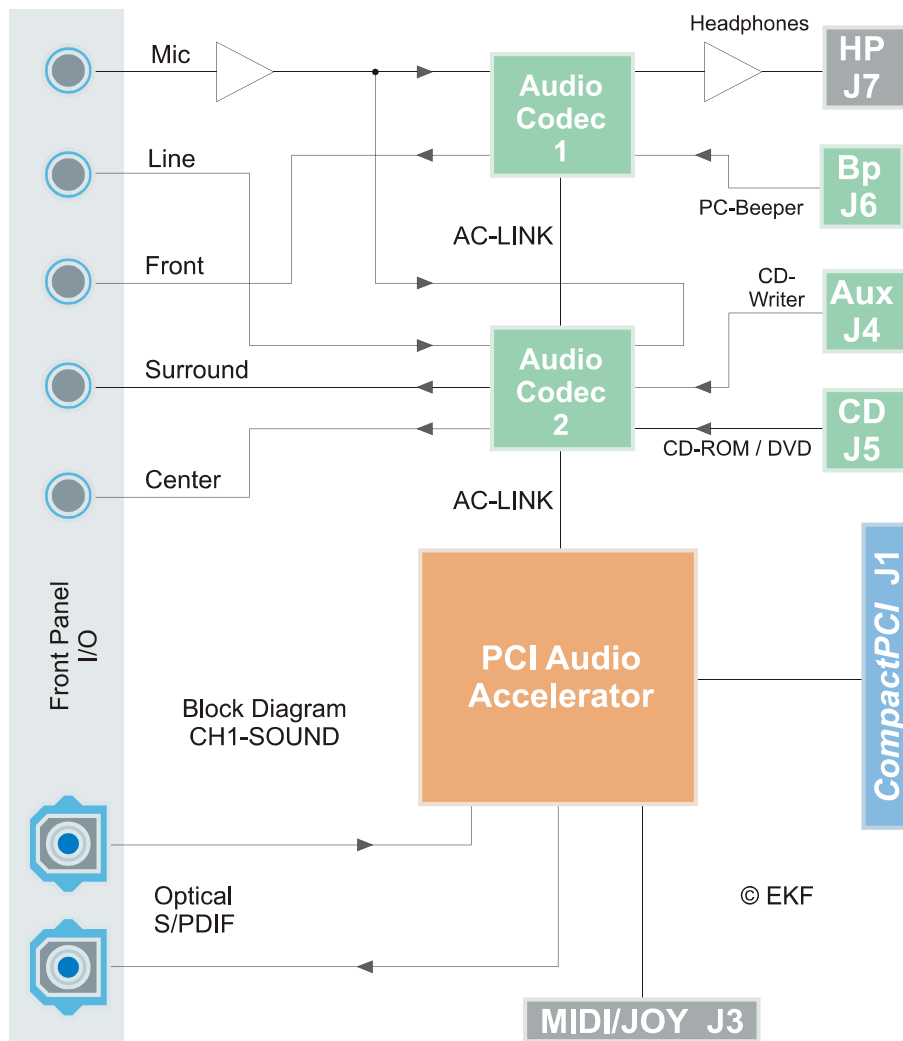 Headphones
Mic
HP
J7
Audio
Codec
1
Line
Bp
J6
PC-Beeper
AC-LINK
Front
CD-
Writer
Aux
J4
Surround
Audio
Codec
2
CD
J5
CD-ROM / DVD
Center
AC-LINK
CompactPCI J1
Front Panel
I/O
PCI Audio
Accelerator
Block Diagram
CH1-SOUND
Optical
S/PDIF
© EKF
MIDI/JOY J3